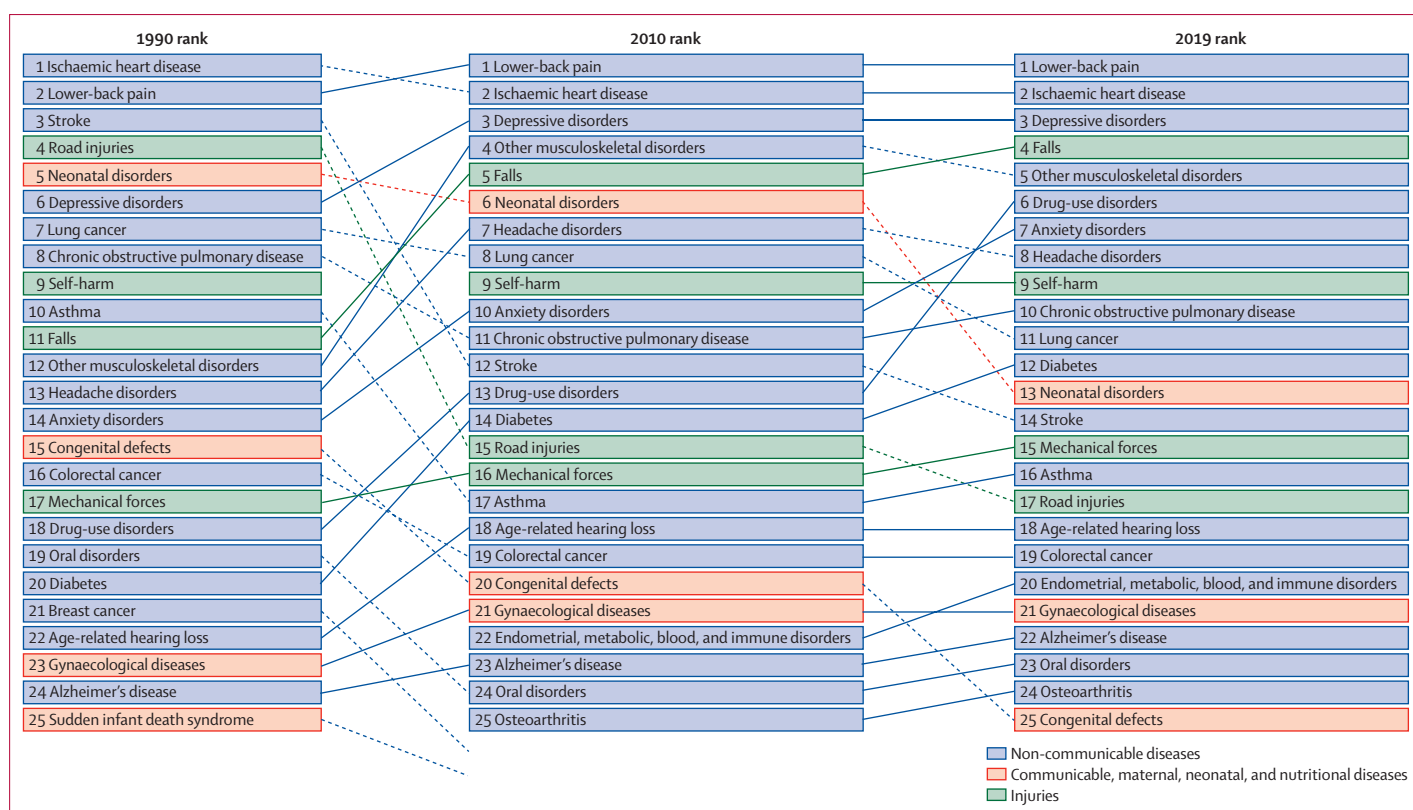 1990 rank
1 Ischaemic heart disease
2 Lower-back pain
3 Stroke
4 Road injuries
5 Neonatal disorders
6 Depressive disorders
7 Lung cancer
8 Chronic obstructive pulmonary disease
9 Self-harm
10 Asthma
11 Falls
12 Other musculoskeletal disorders
13 Headache disorders
14 Anxiety disorders
15 Congenital defects
16 Colorectal cancer
17 Mechanical forces
18 Drug-use disorders
19 Oral disorders
20 Diabetes
21 Breast cancer
22 Age-related hearing loss
23 Gynaecological diseases
24 Alzheimer's disease
25 Sudden infant death syndrome
2010 rank
1 Lower-back pain
2 Ischaemic heart disease
3 Depressive disorders
4 Other musculoskeletal disorders
5 Falls
6 Neonatal disorders
7 Headache disorders
8 Lung cancer
9 Self-harm
10 Anxiety disorders
11 Chronic obstructive pulmonary disease
12 Stroke
13 Drug-use disorders
14 Diabetes
15 Road injuries
16 Mechanical forces
17 Asthma
18 Age-related hearing loss
19 Colorectal cancer
20 Congenital defects
21 Gynaecological diseases
22 Endometrial, metabolic, blood, and immune disorders
23 Alzheimer's disease
24 Oral disorders
25 Osteoarthritis
2019 rank
1 Lower-back pain
2 Ischaemic heart disease
3 Depressive disorders
4 Falls
5 Other musculoskeletal disorders
6 Drug-use disorders
7 Anxiety disorders
8 Headache disorders
9 Self-harm
10 Chronic obstructive pulmonary disease
11 Lung cancer
12 Diabetes
13 Neonatal disorders
14 Stroke
15 Mechanical forces
16 Asthma
17 Road injuries
18 Age-related hearing loss
19 Colorectal cancer
20 Endometrial, metabolic, blood, and immune disorders
21 Gynaecological diseases
22 Alzheimer's disease
23 Oral disorders
24 Osteoarthritis
25 Congenital defects
Non-communicable diseases
Communicable, maternal, neonatal, and nutritional diseases
Injuries